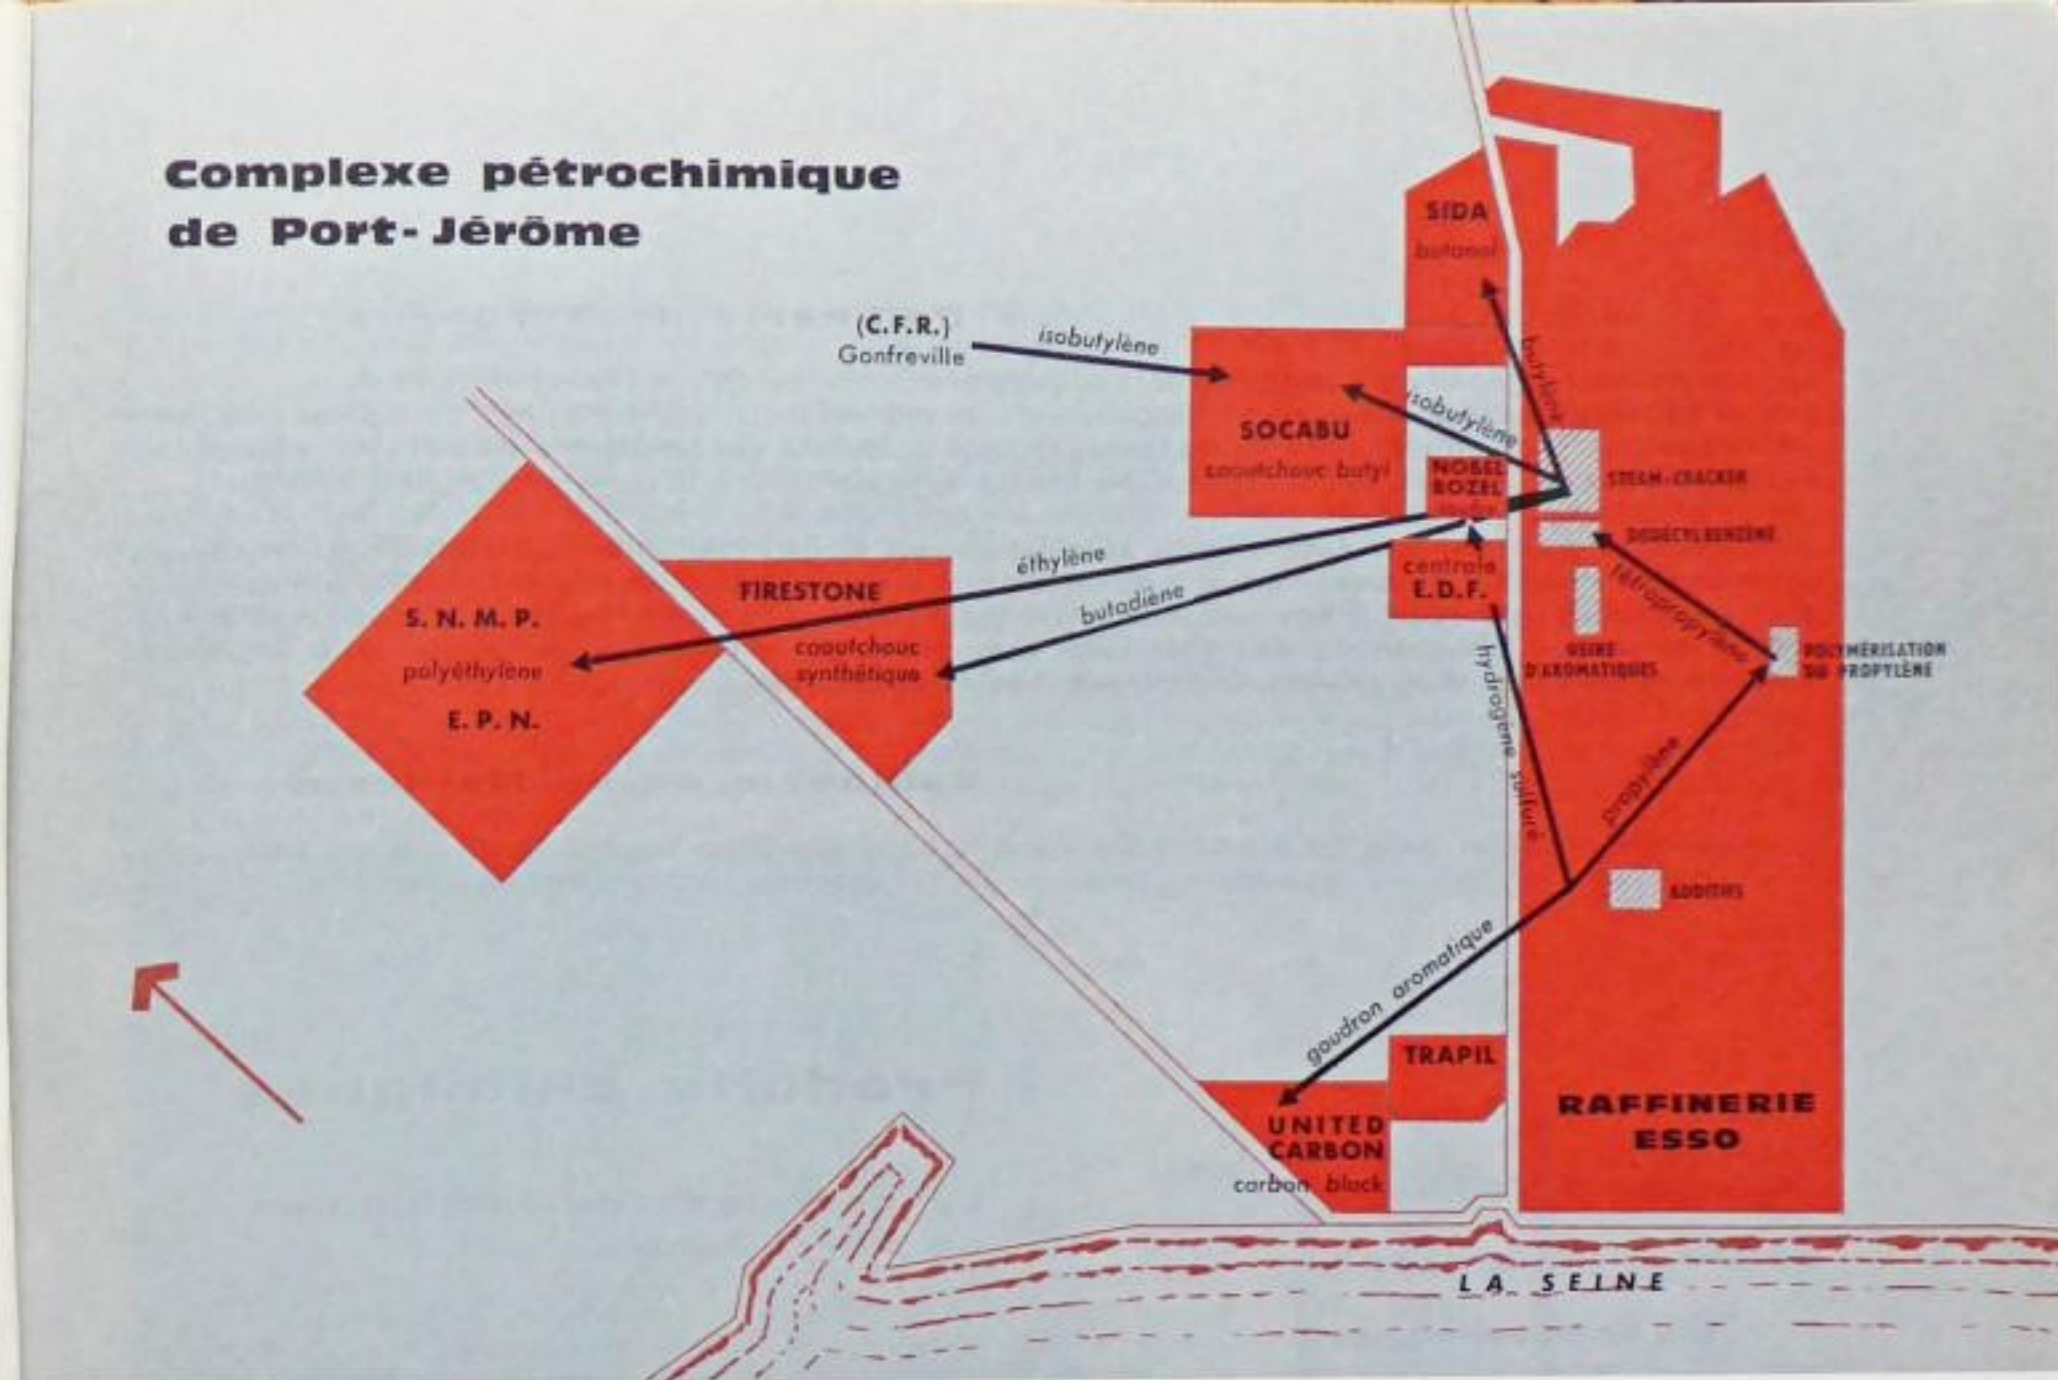 Complexe pétrochimique
de Port-Jérôme
SIDA
butanol
(C.F.R.)
Gonfreville
isobutylène
butylène
isobutylène
SOCABU
caoutchouc butyl
NOBEL
BOZEL
STEAM-CRACKER
DODÉCYLBENZÈNE
éthylène
butadiène
centrale
E.D.F.
tétrapropylène
FIRESTONE
caoutchouc
synthétique
S. N. M. P.
polyéthylène
E. P. N.
USINE
D'AROMATIQUES
POLYMÉRISATION
DU PROPYLÈNE
hydrogène sulfuré
propylène
ADDITIFS
goudron aromatique
TRAPIL
UNITED
CARBON
carbon black
RAFFINERIE
ESSO
LA SEINE